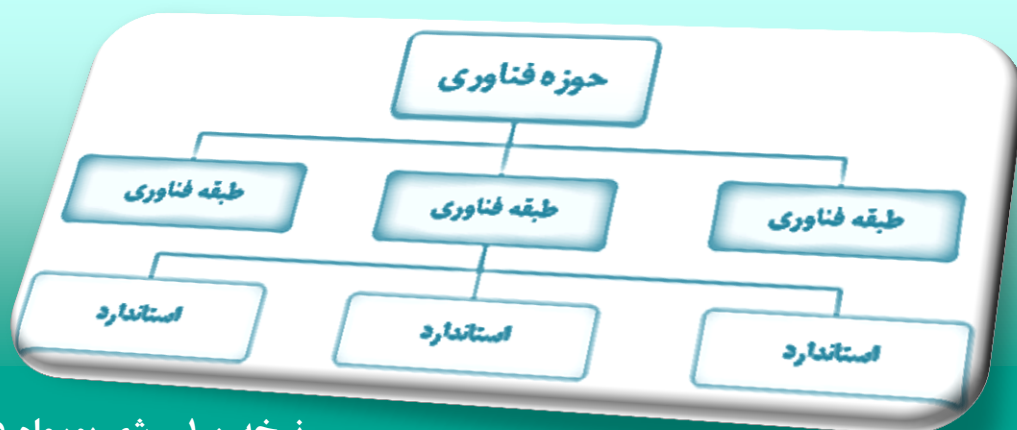 حوزه فناوری
طبقه فناوری
طبقه فناوری
طبقه فناوری
استاندارد
استاندارد
استاندارد